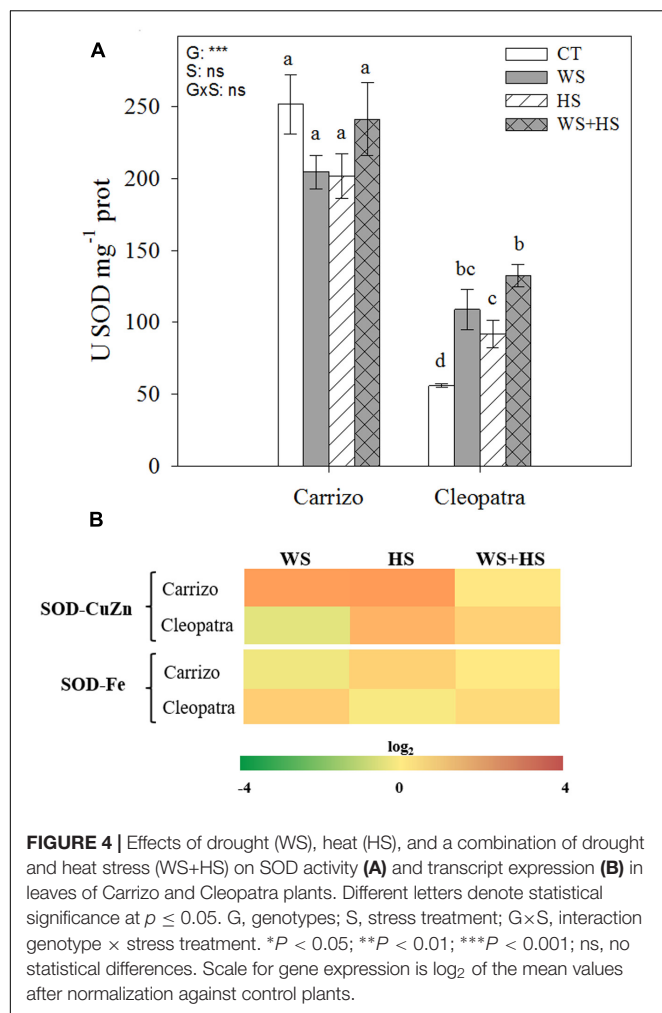 A
G: ***
S: ns
GxS: ns
CT
WS
HS
WS+HS
a
a
a
a
bc
b
c
d
U SOD mg⁻¹ prot
250
200
150
100
50
0
Carrizo
Cleopatra
B
WS HS WS+HS
SOD-CuZn
Carrizo
Cleopatra
SOD-Fe
Carrizo
Cleopatra
log₂
-4 0 4
FIGURE 4 | Effects of drought (WS), heat (HS), and a combination of drought
and heat stress (WS+HS) on SOD activity (A) and transcript expression (B) in
leaves of Carrizo and Cleopatra plants. Different letters denote statistical
significance at p ≤ 0.05. G, genotypes; S, stress treatment; G×S, interaction
genotype × stress treatment. *P < 0.05; **P < 0.01; ***P < 0.001; ns, no
statistical differences. Scale for gene expression is log₂ of the mean values
after normalization against control plants.